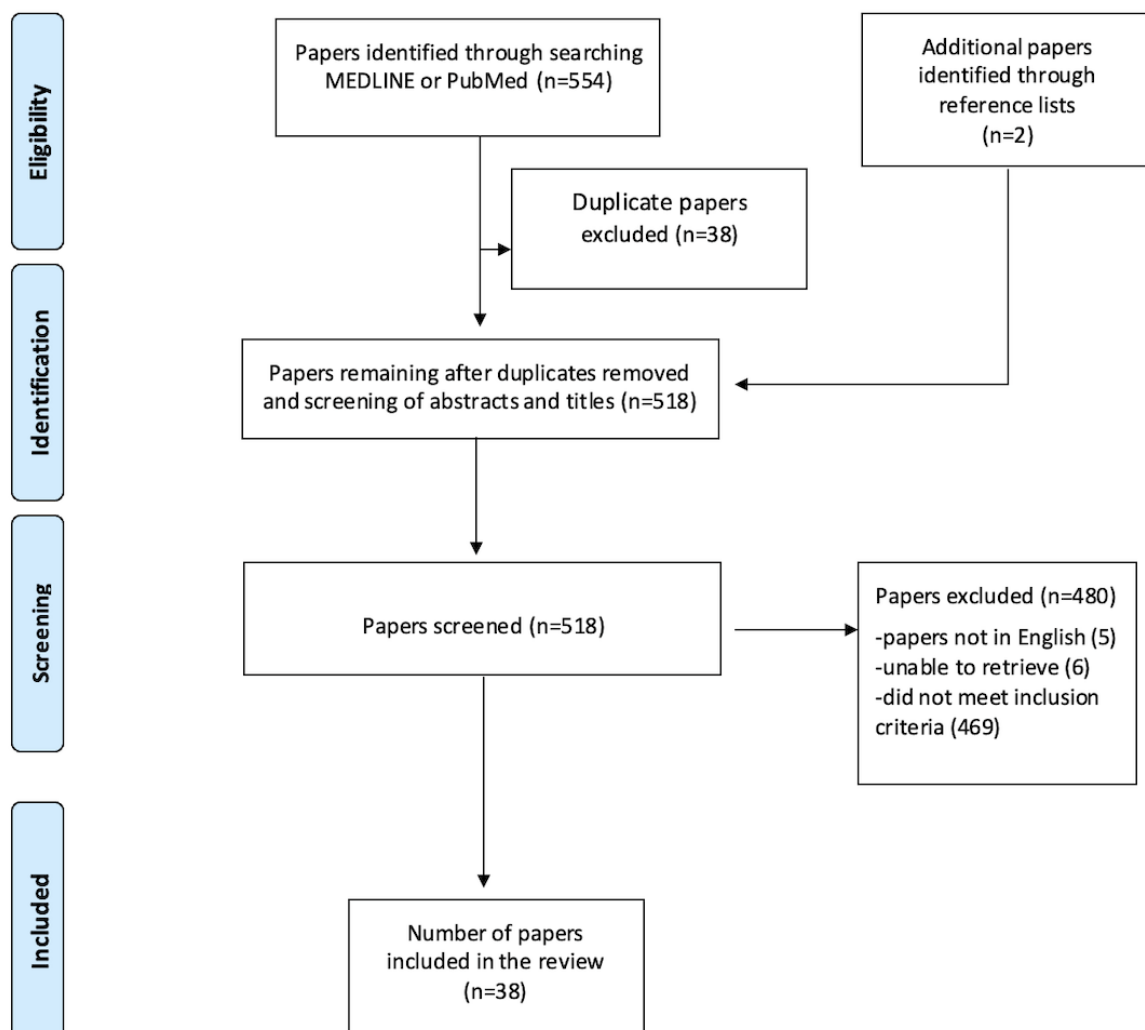 Eligibility
Papers identified through searching
MEDLINE or PubMed (n=554)
Additional papers
identified through
reference lists
(n=2)
Duplicate papers
excluded (n=38)
Identification
Papers remaining after duplicates removed
and screening of abstracts and titles (n=518)
Screening
Papers screened (n=518)
Papers excluded (n=480)
-papers not in English (5)
-unable to retrieve (6)
-did not meet inclusion
criteria (469)
Included
Number of papers
included in the review
(n=38)